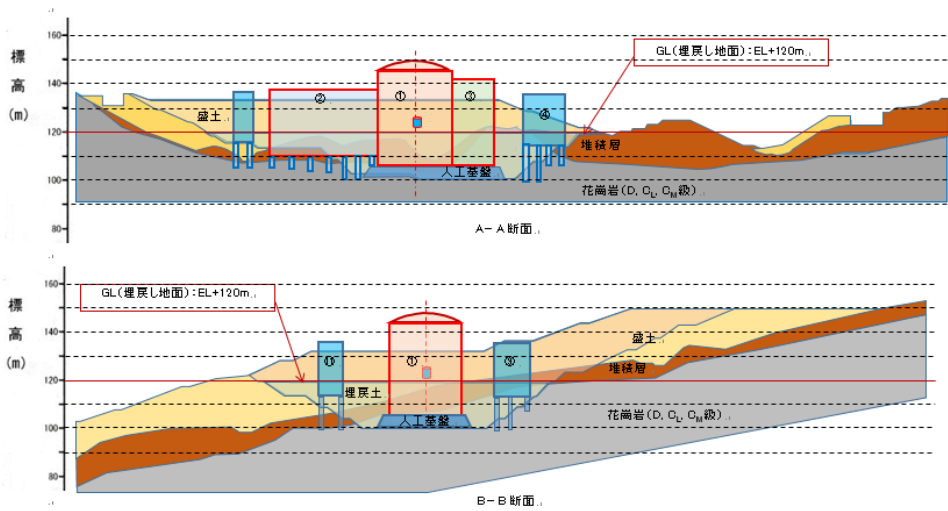 160
標
高
(m)
140
120
100
80
GL(埋戻し地面):EL+120m
②
①
③
④
盛土
堆積層
人工基盤
花崗岩(D, CL, CM級)
A-A断面
160
標
高
(m)
140
120
100
80
GL(埋戻し地面):EL+120m
①
⑤
盛土
堆積層
埋戻土
人工基盤
花崗岩(D, CL, CM級)
B-B断面